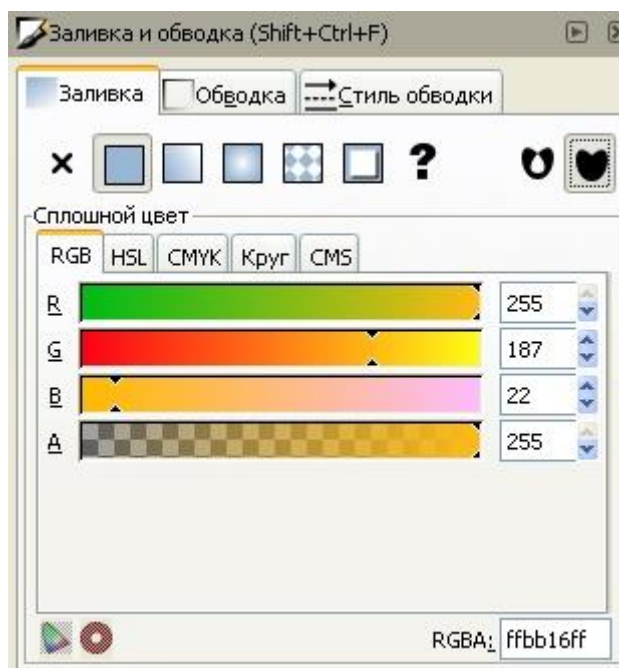 Заливка и обводка (Shift+Ctrl+F)
Заливка Обводка Стиль обводки
?
Сплошной цвет
RGB HSL CMYK Круг CMS
R 255
G 187
B 22
A 255
RGBA: ffbb16ff